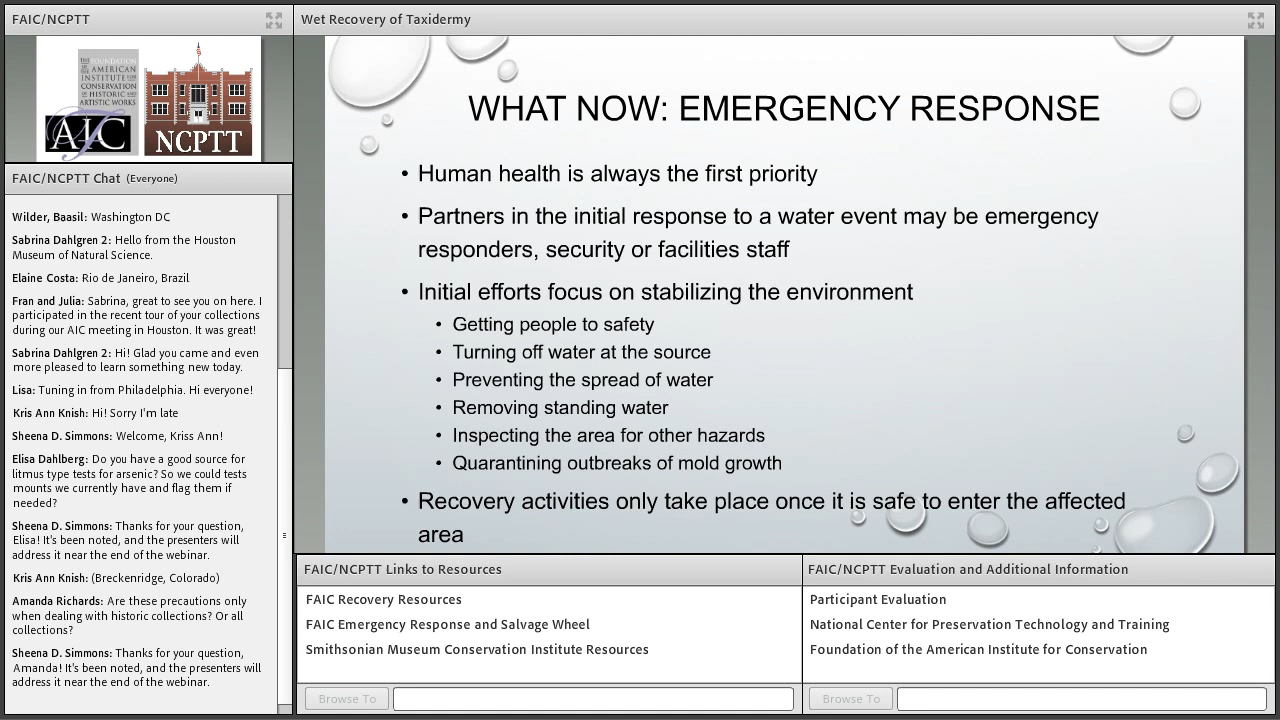 FAIC/NCPTT
THE FOUNDATION
OF THE AMERICAN
INSTITUTE FOR
CONSERVATION
OF HISTORIC AND
ARTISTIC WORKS
AIC
NCPTT
FAIC/NCPTT Chat (Everyone)
Wilder, Baasil: Washington DC
Sabrina Dahlgren 2: Hello from the Houston
Museum of Natural Science.
Elaine Costa: Rio de Janeiro, Brazil
Fran and Julia: Sabrina, great to see you on here. I
participated in the recent tour of your collections
during our AIC meeting in Houston. It was great!
Sabrina Dahlgren 2: Hi! Glad you came and even
more pleased to learn something new today.
Lisa: Tuning in from Philadelphia. Hi everyone!
Kris Ann Knish: Hi! Sorry I'm late
Sheena D. Simmons: Welcome, Kriss Ann!
Elisa Dahlberg: Do you have a good source for
litmus type tests for arsenic? So we could tests
mounts we currently have and flag them if
needed?
Sheena D. Simmons: Thanks for your question,
Elisa! It's been noted, and the presenters will
address it near the end of the webinar.
Kris Ann Knish: (Breckenridge, Colorado)
Amanda Richards: Are these precautions only
when dealing with historic collections? Or all
collections?
Sheena D. Simmons: Thanks for your question,
Amanda! It's been noted, and the presenters will
address it near the end of the webinar.
Wet Recovery of Taxidermy
WHAT NOW: EMERGENCY RESPONSE
• Human health is always the first priority
• Partners in the initial response to a water event may be emergency
responders, security or facilities staff
• Initial efforts focus on stabilizing the environment
• Getting people to safety
• Turning off water at the source
• Preventing the spread of water
• Removing standing water
• Inspecting the area for other hazards
• Quarantining outbreaks of mold growth
• Recovery activities only take place once it is safe to enter the affected
area
FAIC/NCPTT Links to Resources
FAIC Recovery Resources
FAIC Emergency Response and Salvage Wheel
Smithsonian Museum Conservation Institute Resources
Browse To
FAIC/NCPTT Evaluation and Additional Information
Participant Evaluation
National Center for Preservation Technology and Training
Foundation of the American Institute for Conservation
Browse To